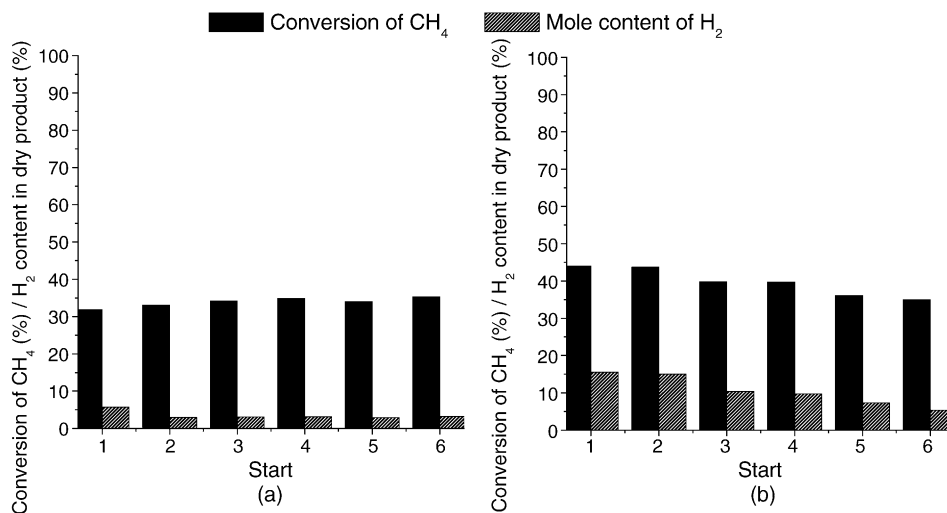 Conversion of CH₄ Mole content of H₂
Conversion of CH₄ (%) / H₂ content in dry product (%)
100
90
80
70
60
50
40
30
20
10
0
1 2 3 4 5 6
Start
(a)
Conversion of CH₄ (%) / H₂ content in dry product (%)
100
90
80
70
60
50
40
30
20
10
0
1 2 3 4 5 6
Start
(b)